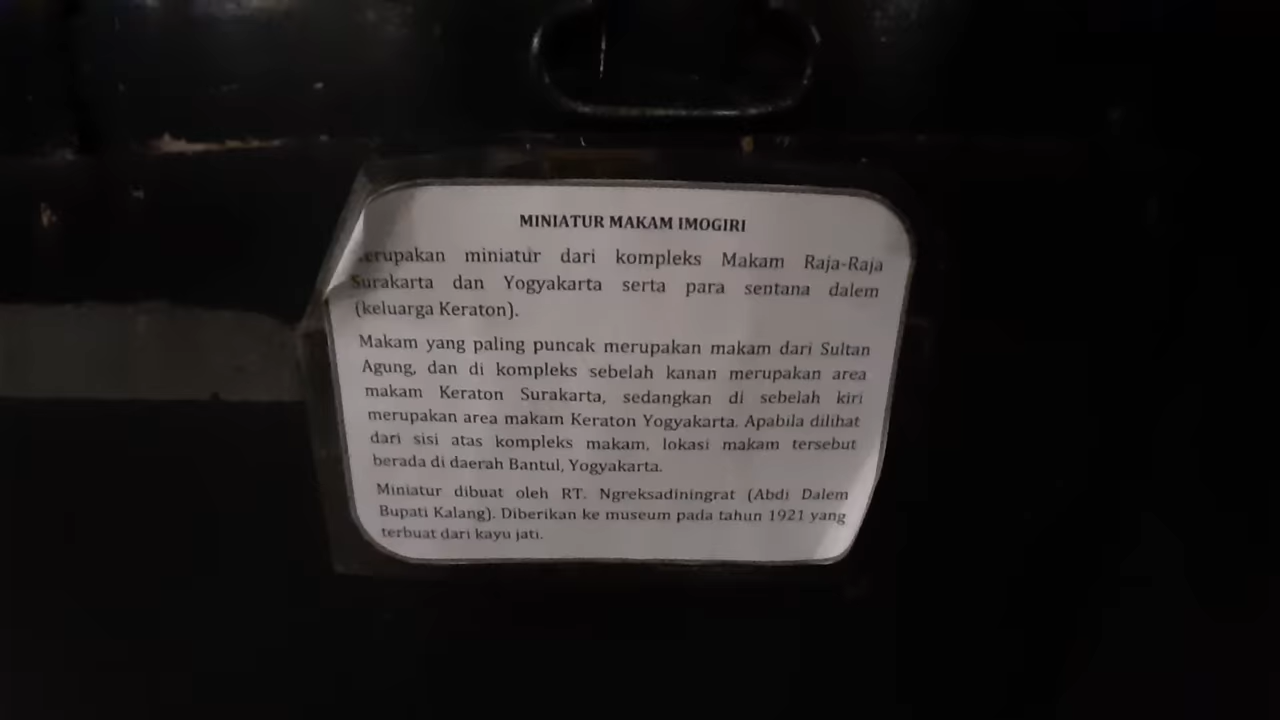 MINIATUR MAKAM IMOGIRI
erupakan miniatur dari kompleks Makam Raja-Raja
Surakarta dan Yogyakarta serta para sentana dalem
(keluarga Keraton).
Makam yang paling puncak merupakan makam dari Sultan
Agung, dan di kompleks sebelah kanan merupakan area
makam Keraton Surakarta, sedangkan di sebelah kiri
merupakan area makam Keraton Yogyakarta. Apabila dilihat
dari sisi atas kompleks makam, lokasi makam tersebut
berada di daerah Bantul, Yogyakarta.
Miniatur dibuat oleh RT. Ngreksadiningrat (Abdi Dalem
Bupati Kalang). Diberikan ke museum pada tahun 1921 yang
terbuat dari kayu jati.